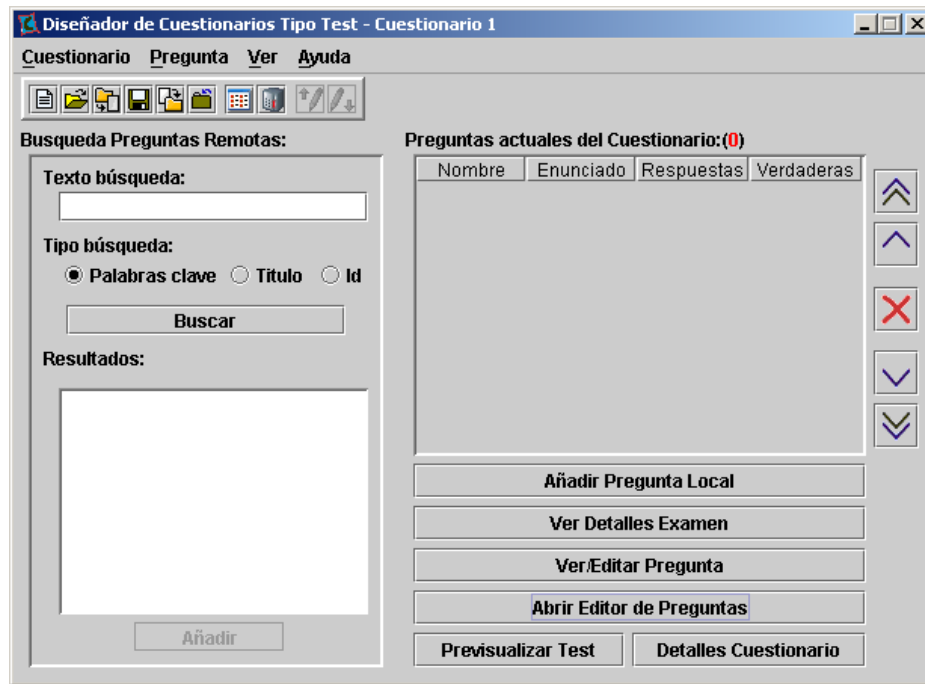 Diseñador de Cuestionarios Tipo Test - Cuestionario 1
Cuestionario Pregunta Ver Ayuda
Busqueda Preguntas Remotas:
Texto búsqueda:
Tipo búsqueda:
Palabras clave Titulo Id
Buscar
Resultados:
Añadir
Preguntas actuales del Cuestionario:(0)
Nombre Enunciado Respuestas Verdaderas
Añadir Pregunta Local
Ver Detalles Examen
Ver/Editar Pregunta
Abrir Editor de Preguntas
Previsualizar Test Detalles Cuestionario